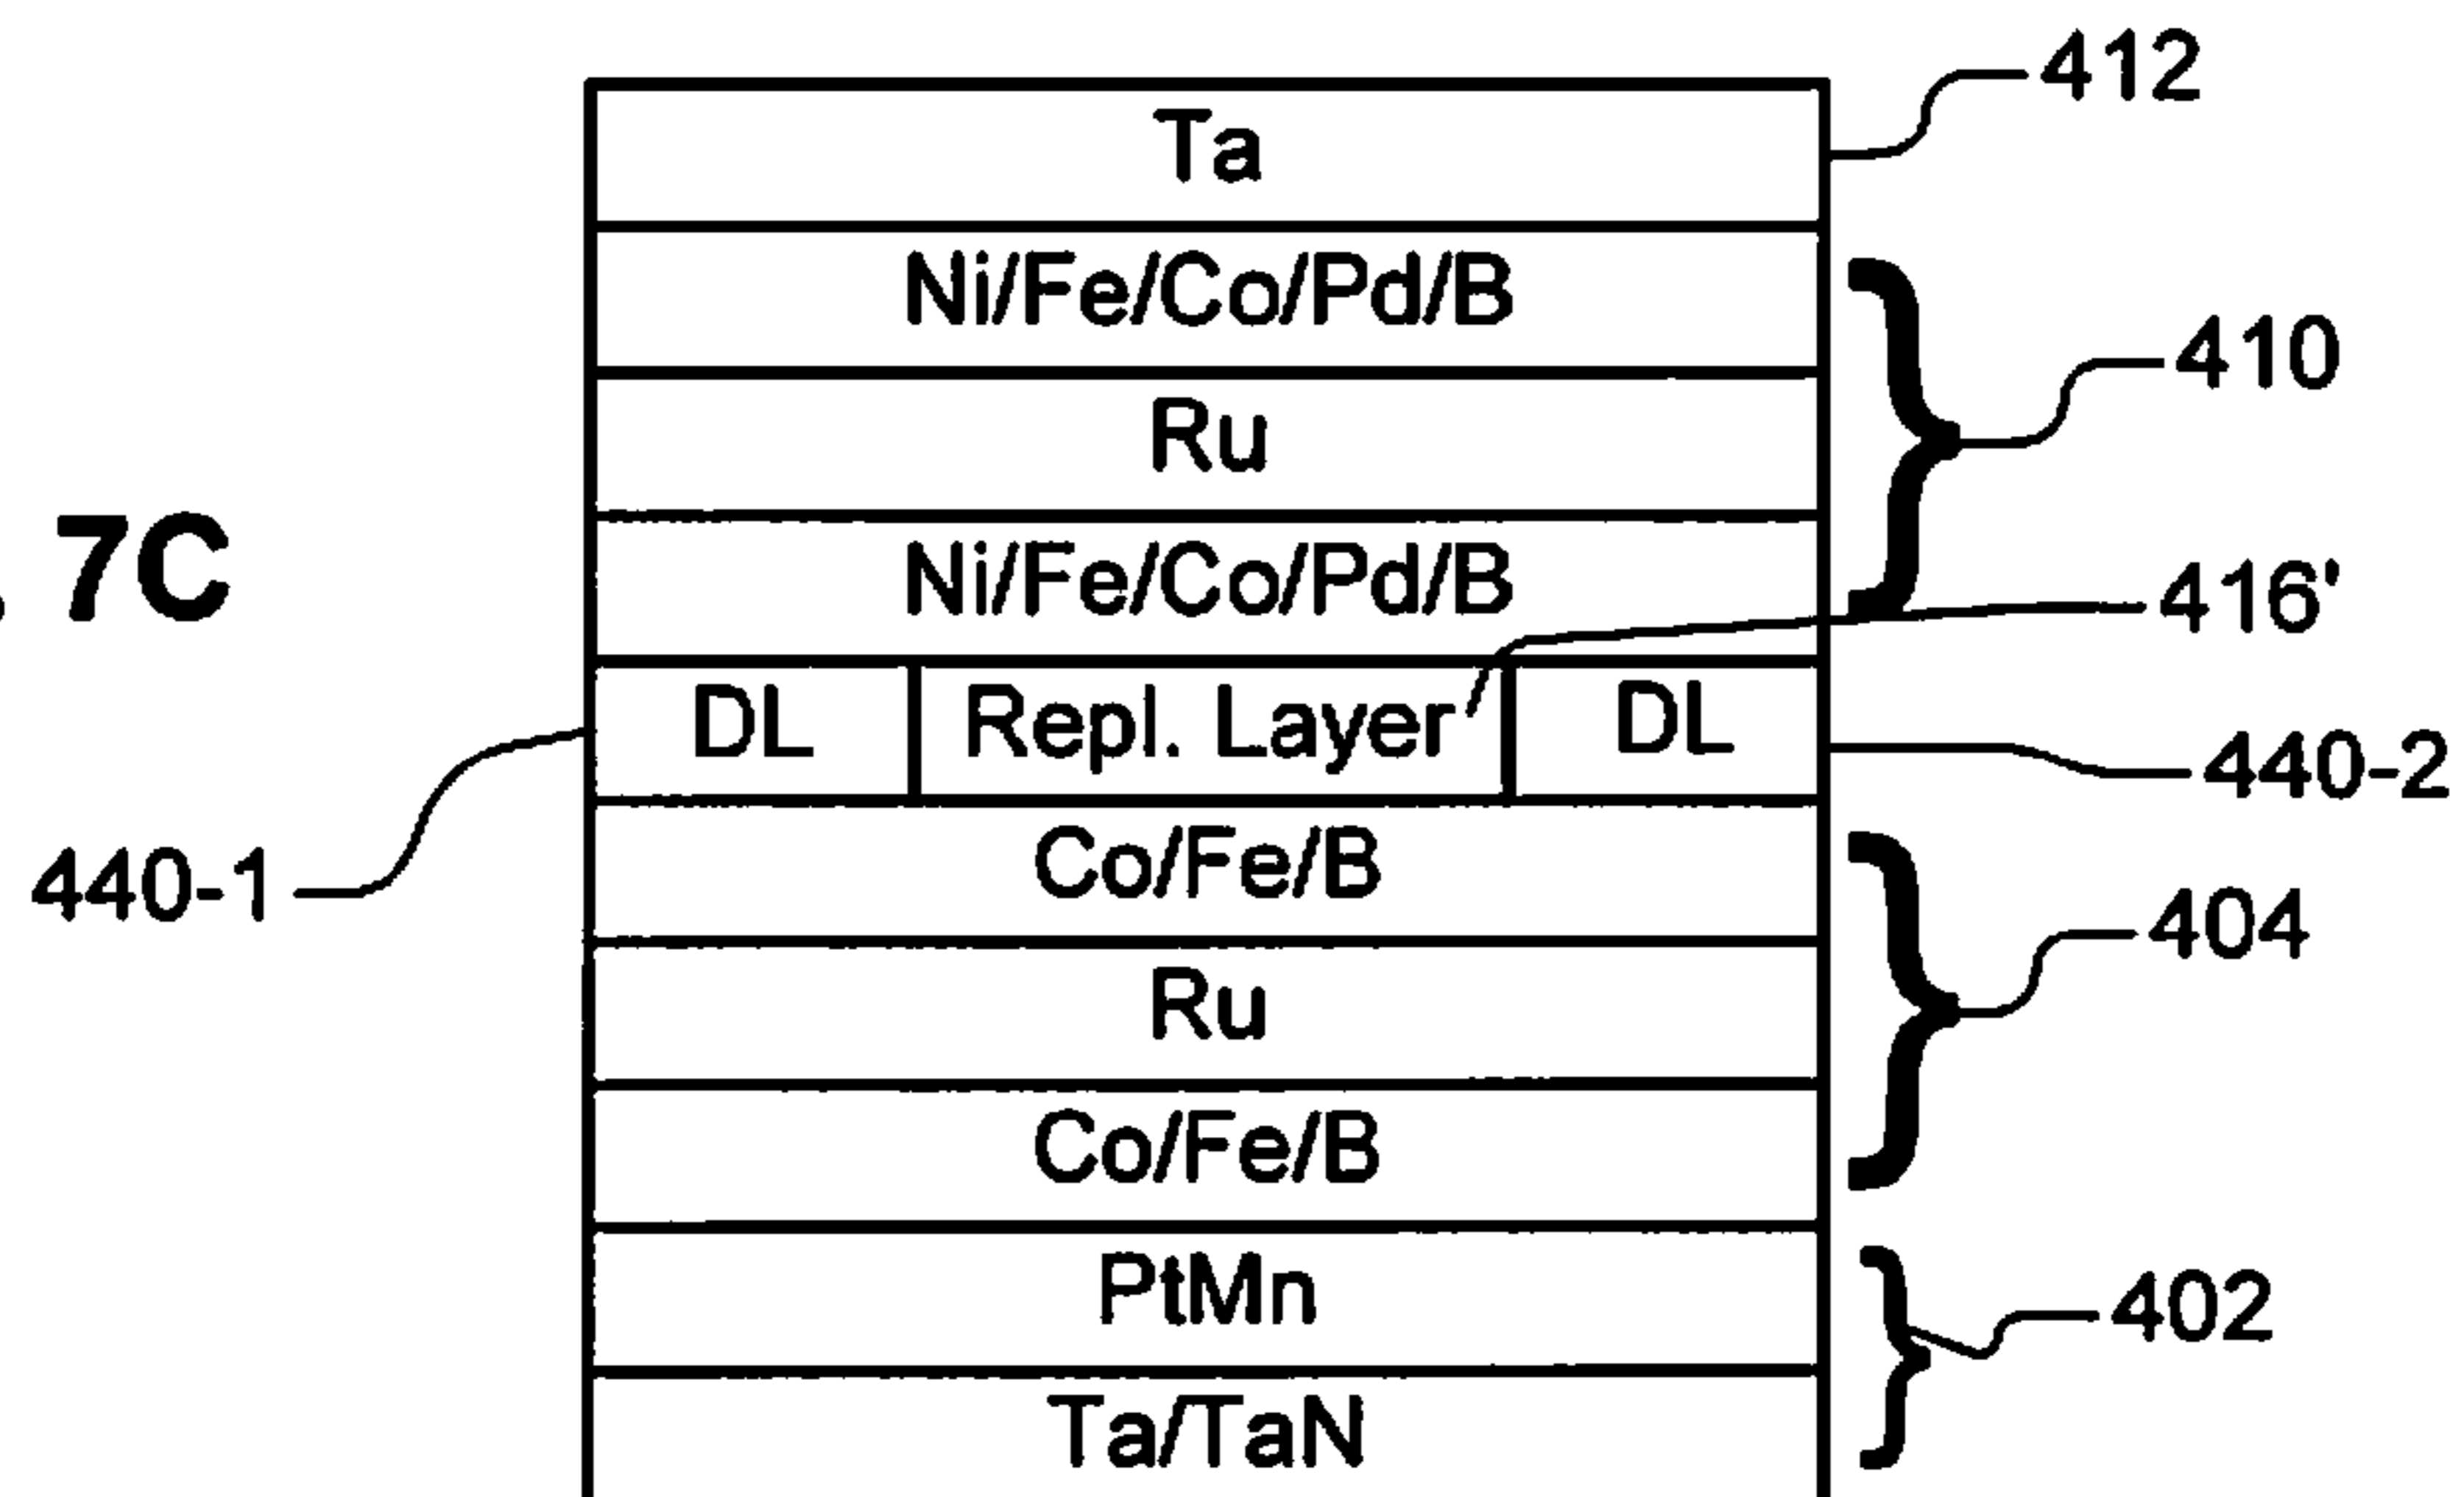 412
Ta
Ni/Fe/Co/Pd/B
410
Ru
7C
Ni/Fe/Co/Pd/B
416'
DL Repl. Layer DL
440-2
440-1
Co/Fe/B
404
Ru
Co/Fe/B
PtMn
402
Ta/TaN